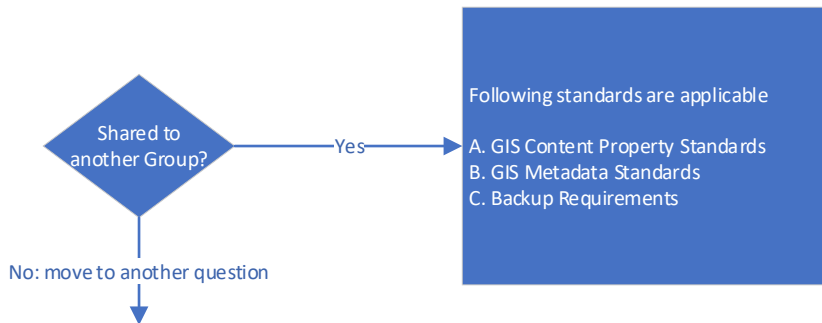 Shared to
another Group?
Yes
Following standards are applicable
A. GIS Content Property Standards
B. GIS Metadata Standards
C. Backup Requirements
No: move to another question